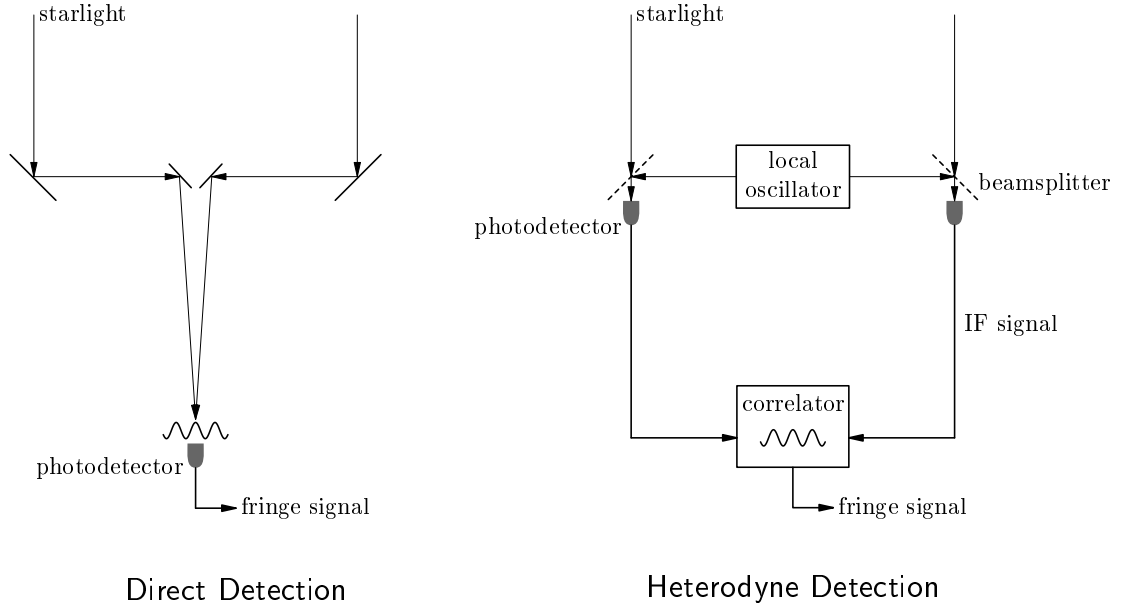 starlight
photodetector
fringe signal
Direct Detection
starlight
local
oscillator
beamsplitter
photodetector
IF signal
correlator
fringe signal
Heterodyne Detection